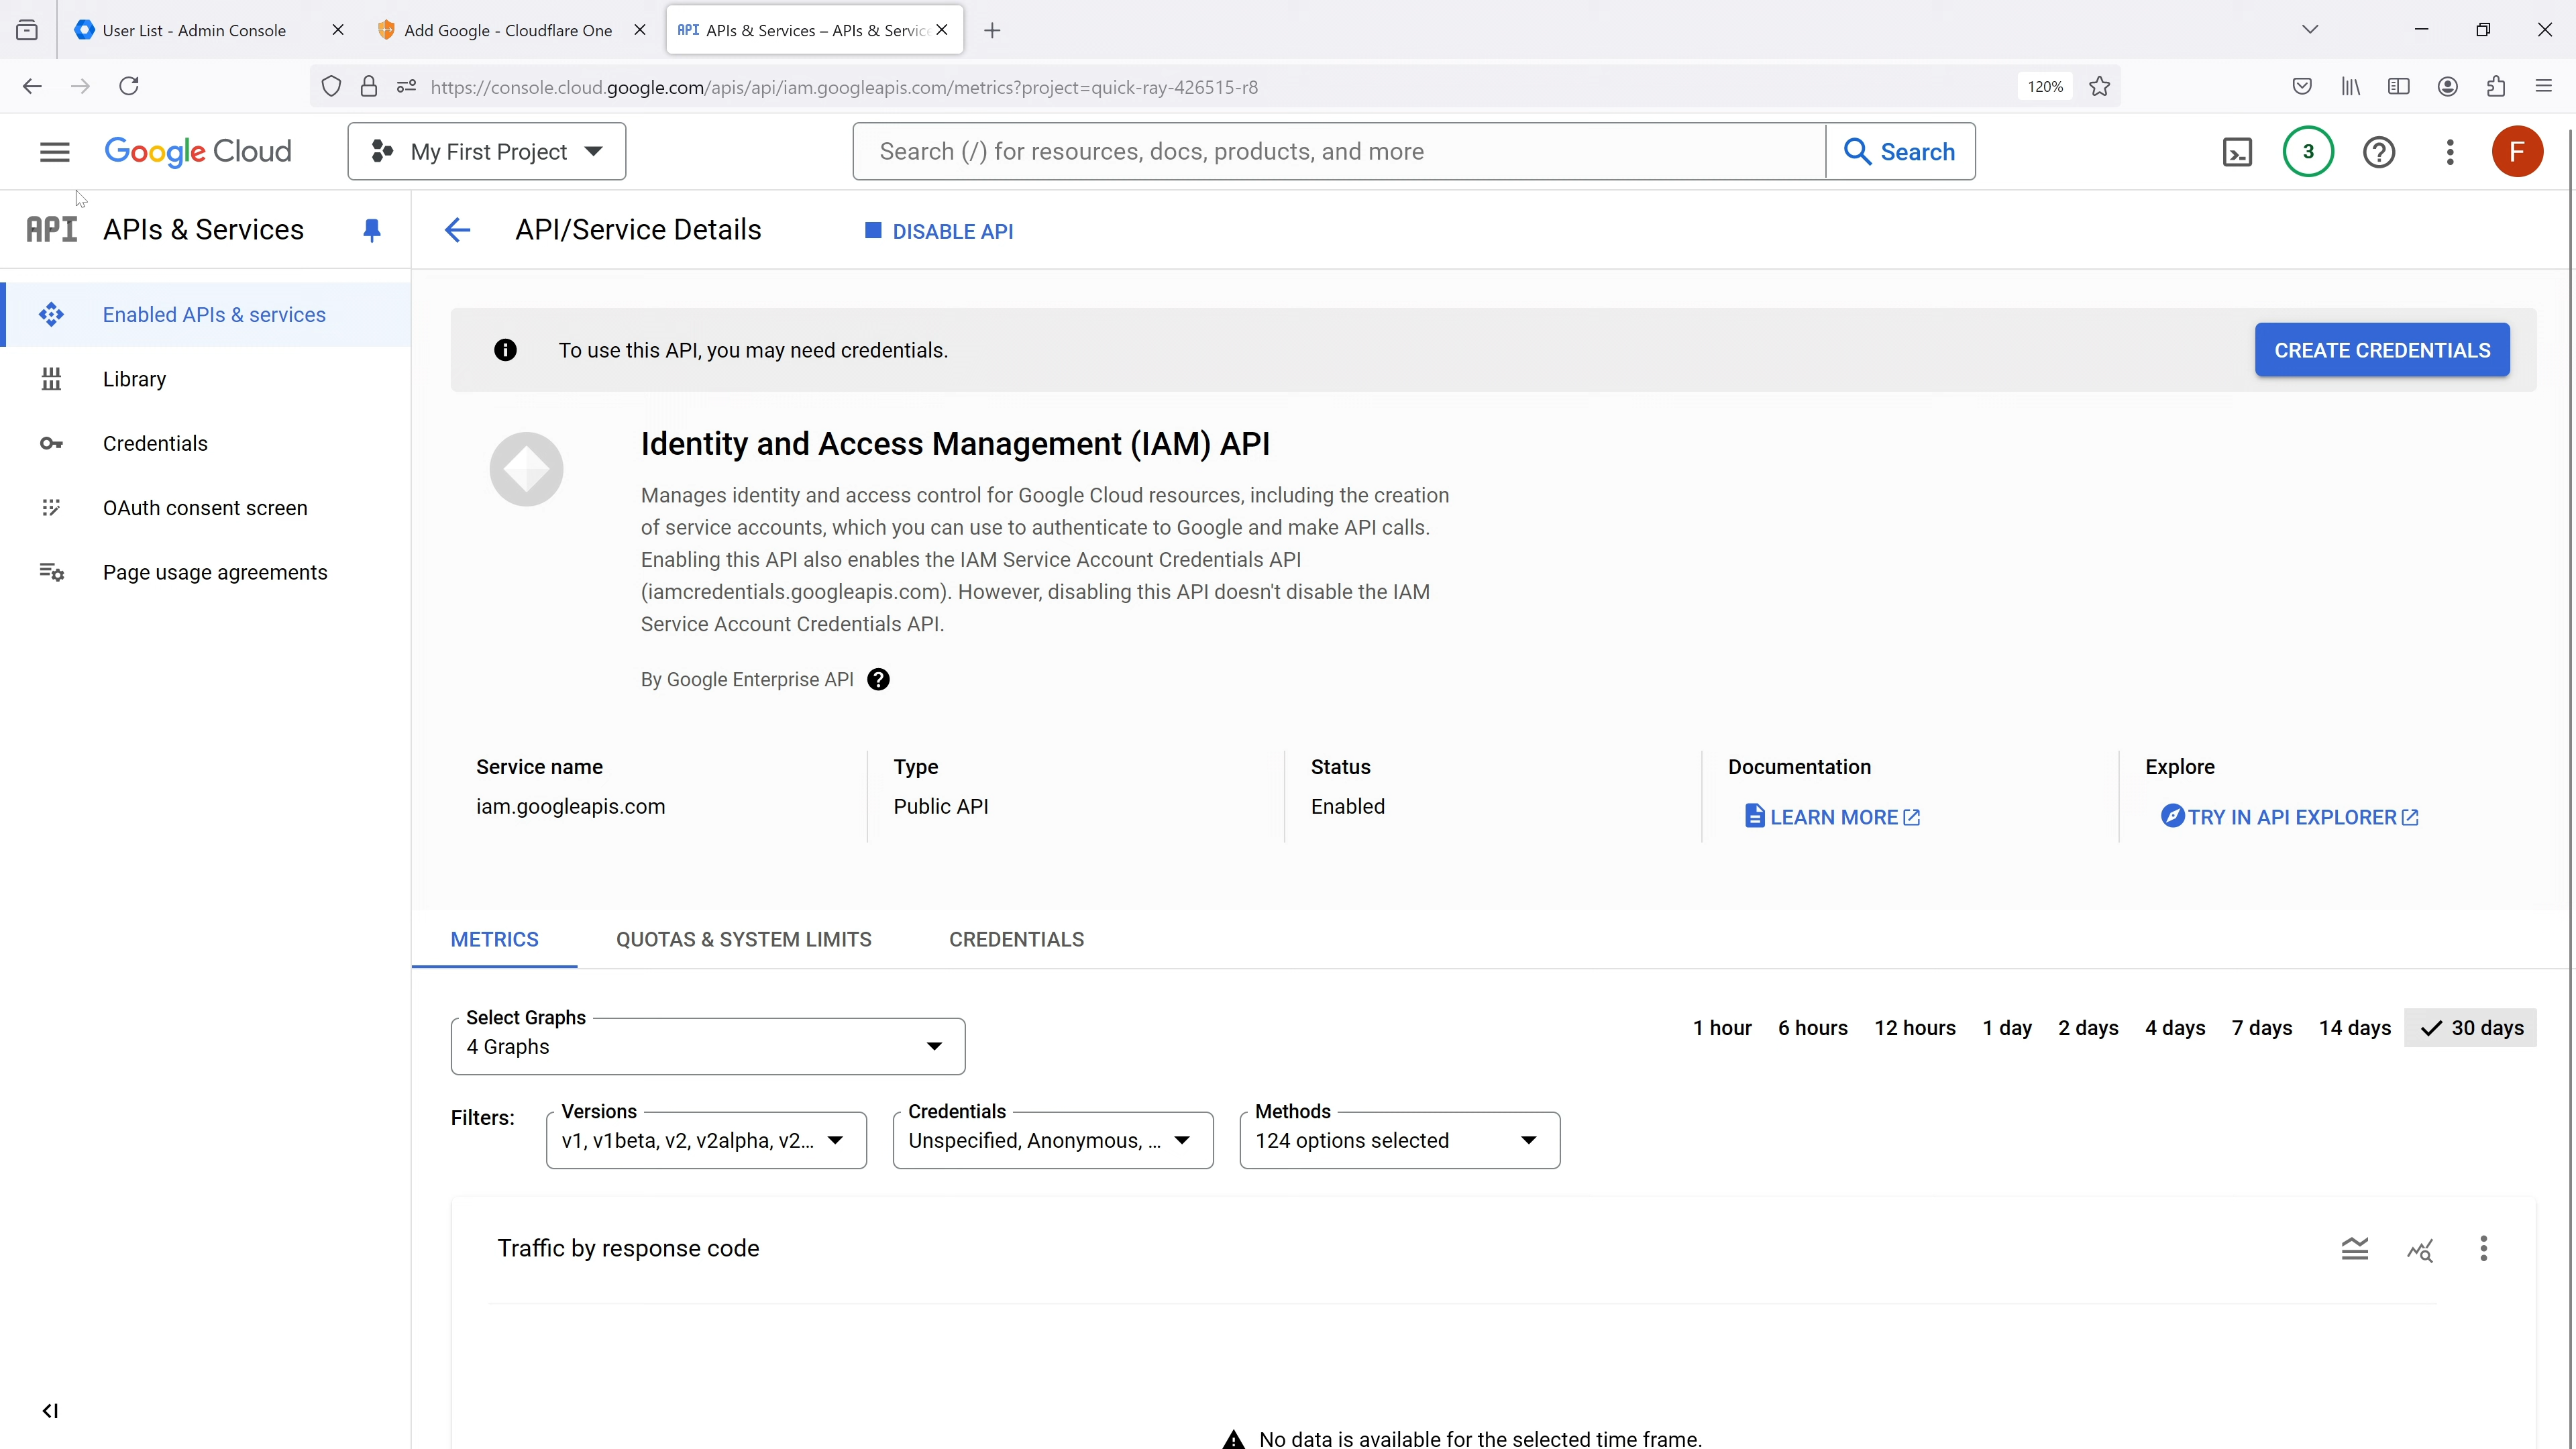 User List - Admin Console
Add Google - Cloudflare One
API APIs & Services – APIs & Servic
https://console.cloud.google.com/apis/api/iam.googleapis.com/metrics?project=quick-ray-426515-r8
120%
Google Cloud
My First Project
Search (/) for resources, docs, products, and more
Search
3
F
API APIs & Services
API/Service Details
DISABLE API
Enabled APIs & services
Library
Credentials
OAuth consent screen
Page usage agreements
To use this API, you may need credentials.
CREATE CREDENTIALS
Identity and Access Management (IAM) API
Manages identity and access control for Google Cloud resources, including the creation
of service accounts, which you can use to authenticate to Google and make API calls.
Enabling this API also enables the IAM Service Account Credentials API
(iamcredentials.googleapis.com). However, disabling this API doesn't disable the IAM
Service Account Credentials API.
By Google Enterprise API
Service name
iam.googleapis.com
Type
Public API
Status
Enabled
Documentation
LEARN MORE
Explore
TRY IN API EXPLORER
METRICS
QUOTAS & SYSTEM LIMITS
CREDENTIALS
Select Graphs
4 Graphs
1 hour
6 hours
12 hours
1 day
2 days
4 days
7 days
14 days
30 days
Filters:
Versions
v1, v1beta, v2, v2alpha, v2...
Credentials
Unspecified, Anonymous, ...
Methods
124 options selected
Traffic by response code
No data is available for the selected time frame.